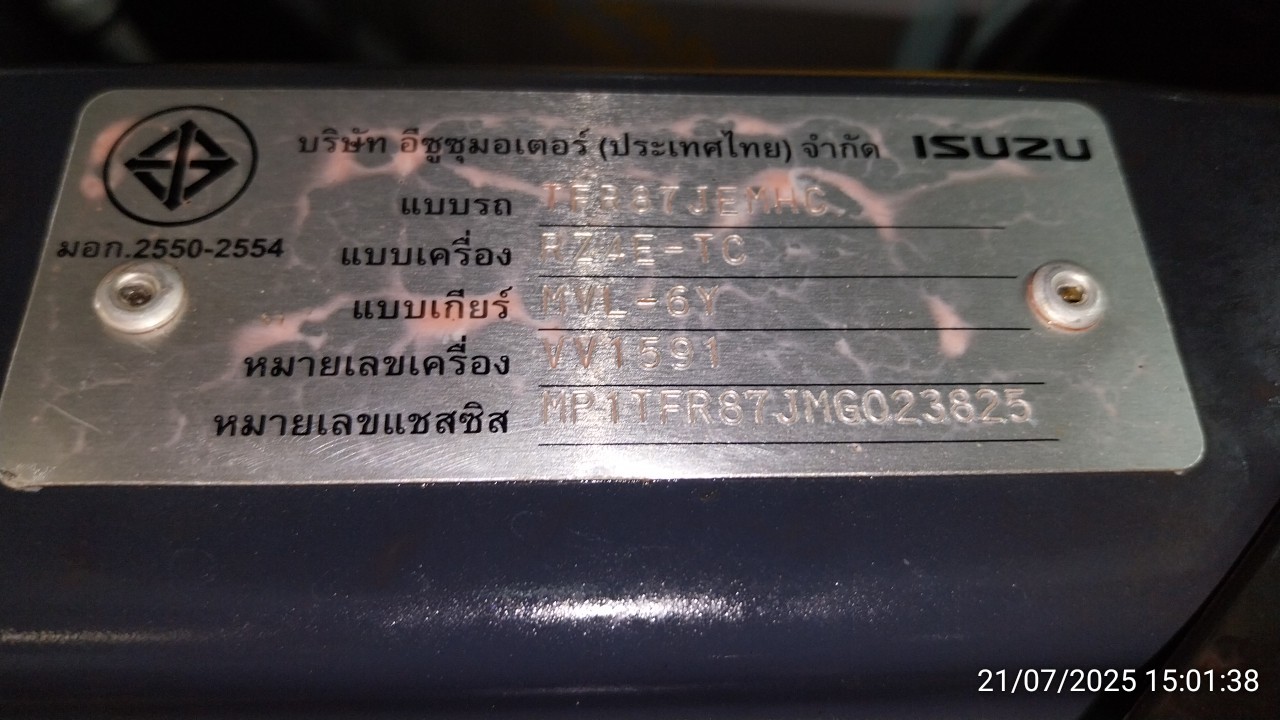 บริษัท อีซูซุมอเตอร์ (ประเทศไทย) จำกัด ISUZU
มอก.2550-2554
แบบรถ TFR87JEMHC
แบบเครื่อง RZ4E-TC
แบบเกียร์ MVL-6Y
หมายเลขเครื่อง VV1591
หมายเลขแชสซิส MP1TFR87JMG023825
21/07/2025 15:01:38